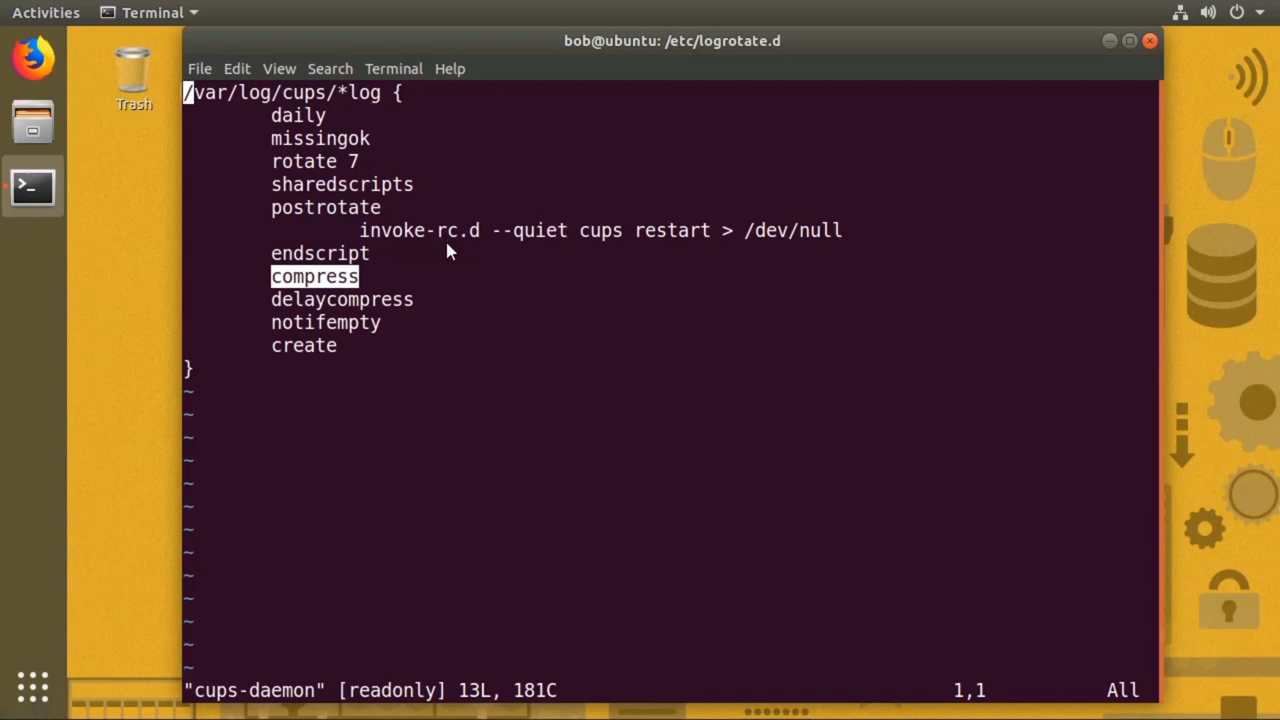 Activities
Terminal
Trash
bob@ubuntu: /etc/logrotate.d
File Edit View Search Terminal Help
/var/log/cups/*log {
daily
missingok
rotate 7
sharedscripts
postrotate
invoke-rc.d --quiet cups restart > /dev/null
endscript
compress
delaycompress
notifempty
create
}
~
~
~
~
~
~
~
~
~
~
~
~
~
"cups-daemon" [readonly] 13L, 181C 1,1 All